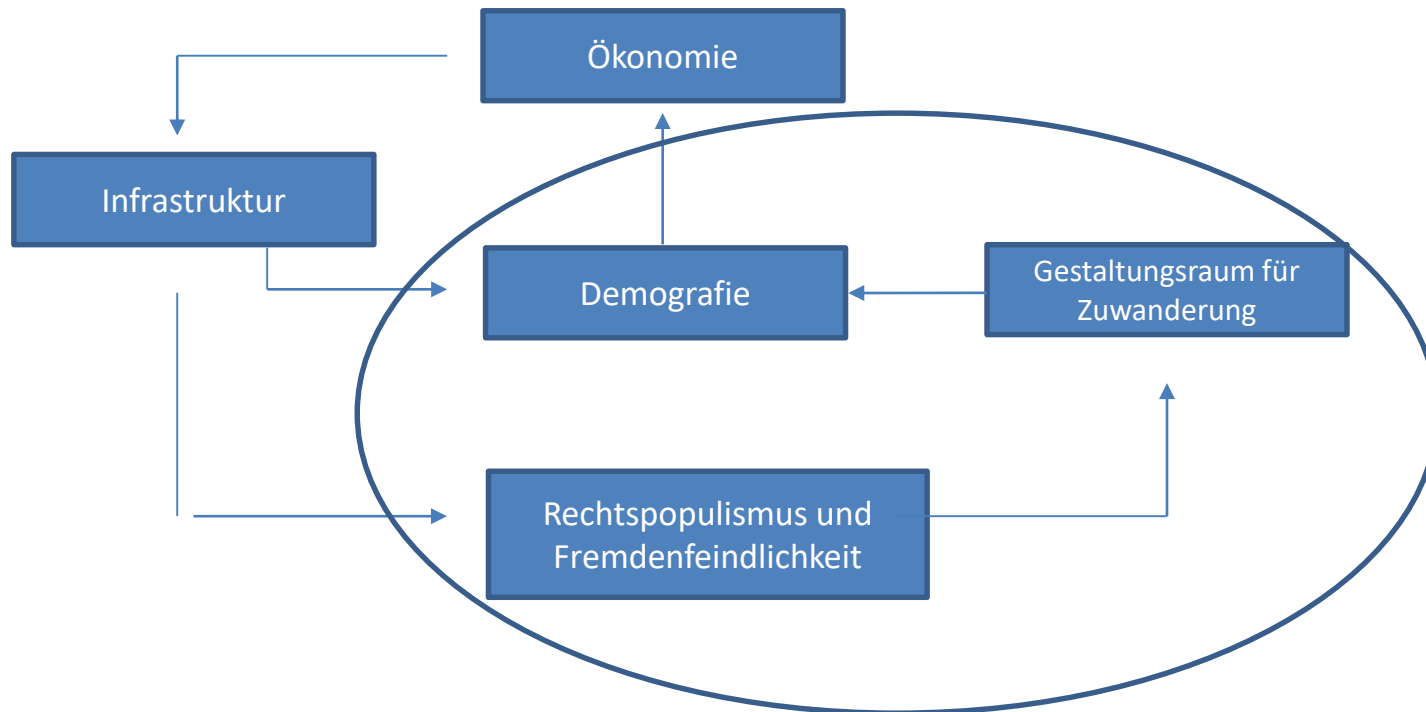 Ökonomie
Infrastruktur
Demografie
Gestaltungsraum für
Zuwanderung
Rechtspopulismus und
Fremdenfeindlichkeit